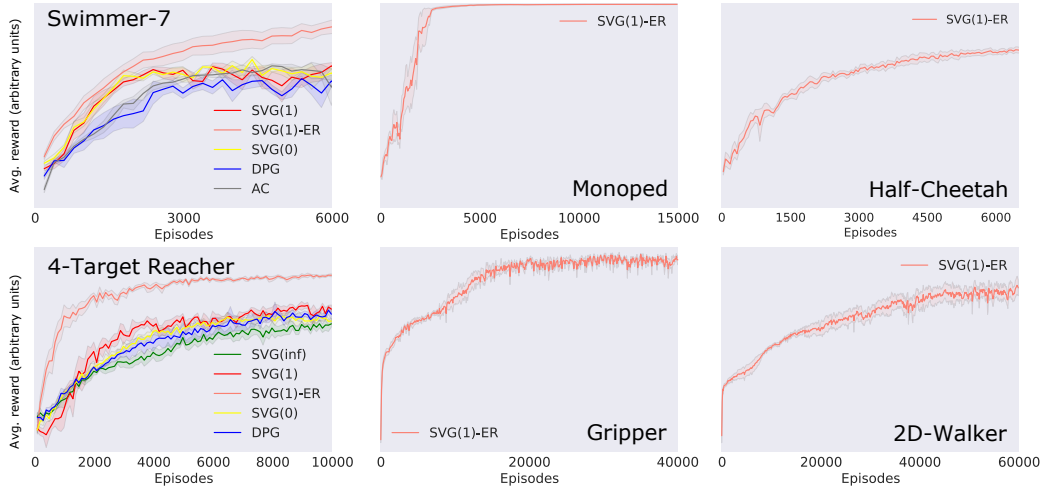 Swimmer-7
Avg. reward (arbitrary units)
SVG(1)
SVG(1)-ER
SVG(0)
DPG
AC
0 3000 6000
Episodes
SVG(1)-ER
Monoped
0 5000 10000 15000
Episodes
SVG(1)-ER
Half-Cheetah
0 1500 3000 4500 6000
Episodes
4-Target Reacher
Avg. reward (arbitrary units)
SVG(inf)
SVG(1)
SVG(1)-ER
SVG(0)
DPG
0 2000 4000 6000 8000 10000
Episodes
SVG(1)-ER
Gripper
0 20000 40000
Episodes
SVG(1)-ER
2D-Walker
0 20000 40000 60000
Episodes